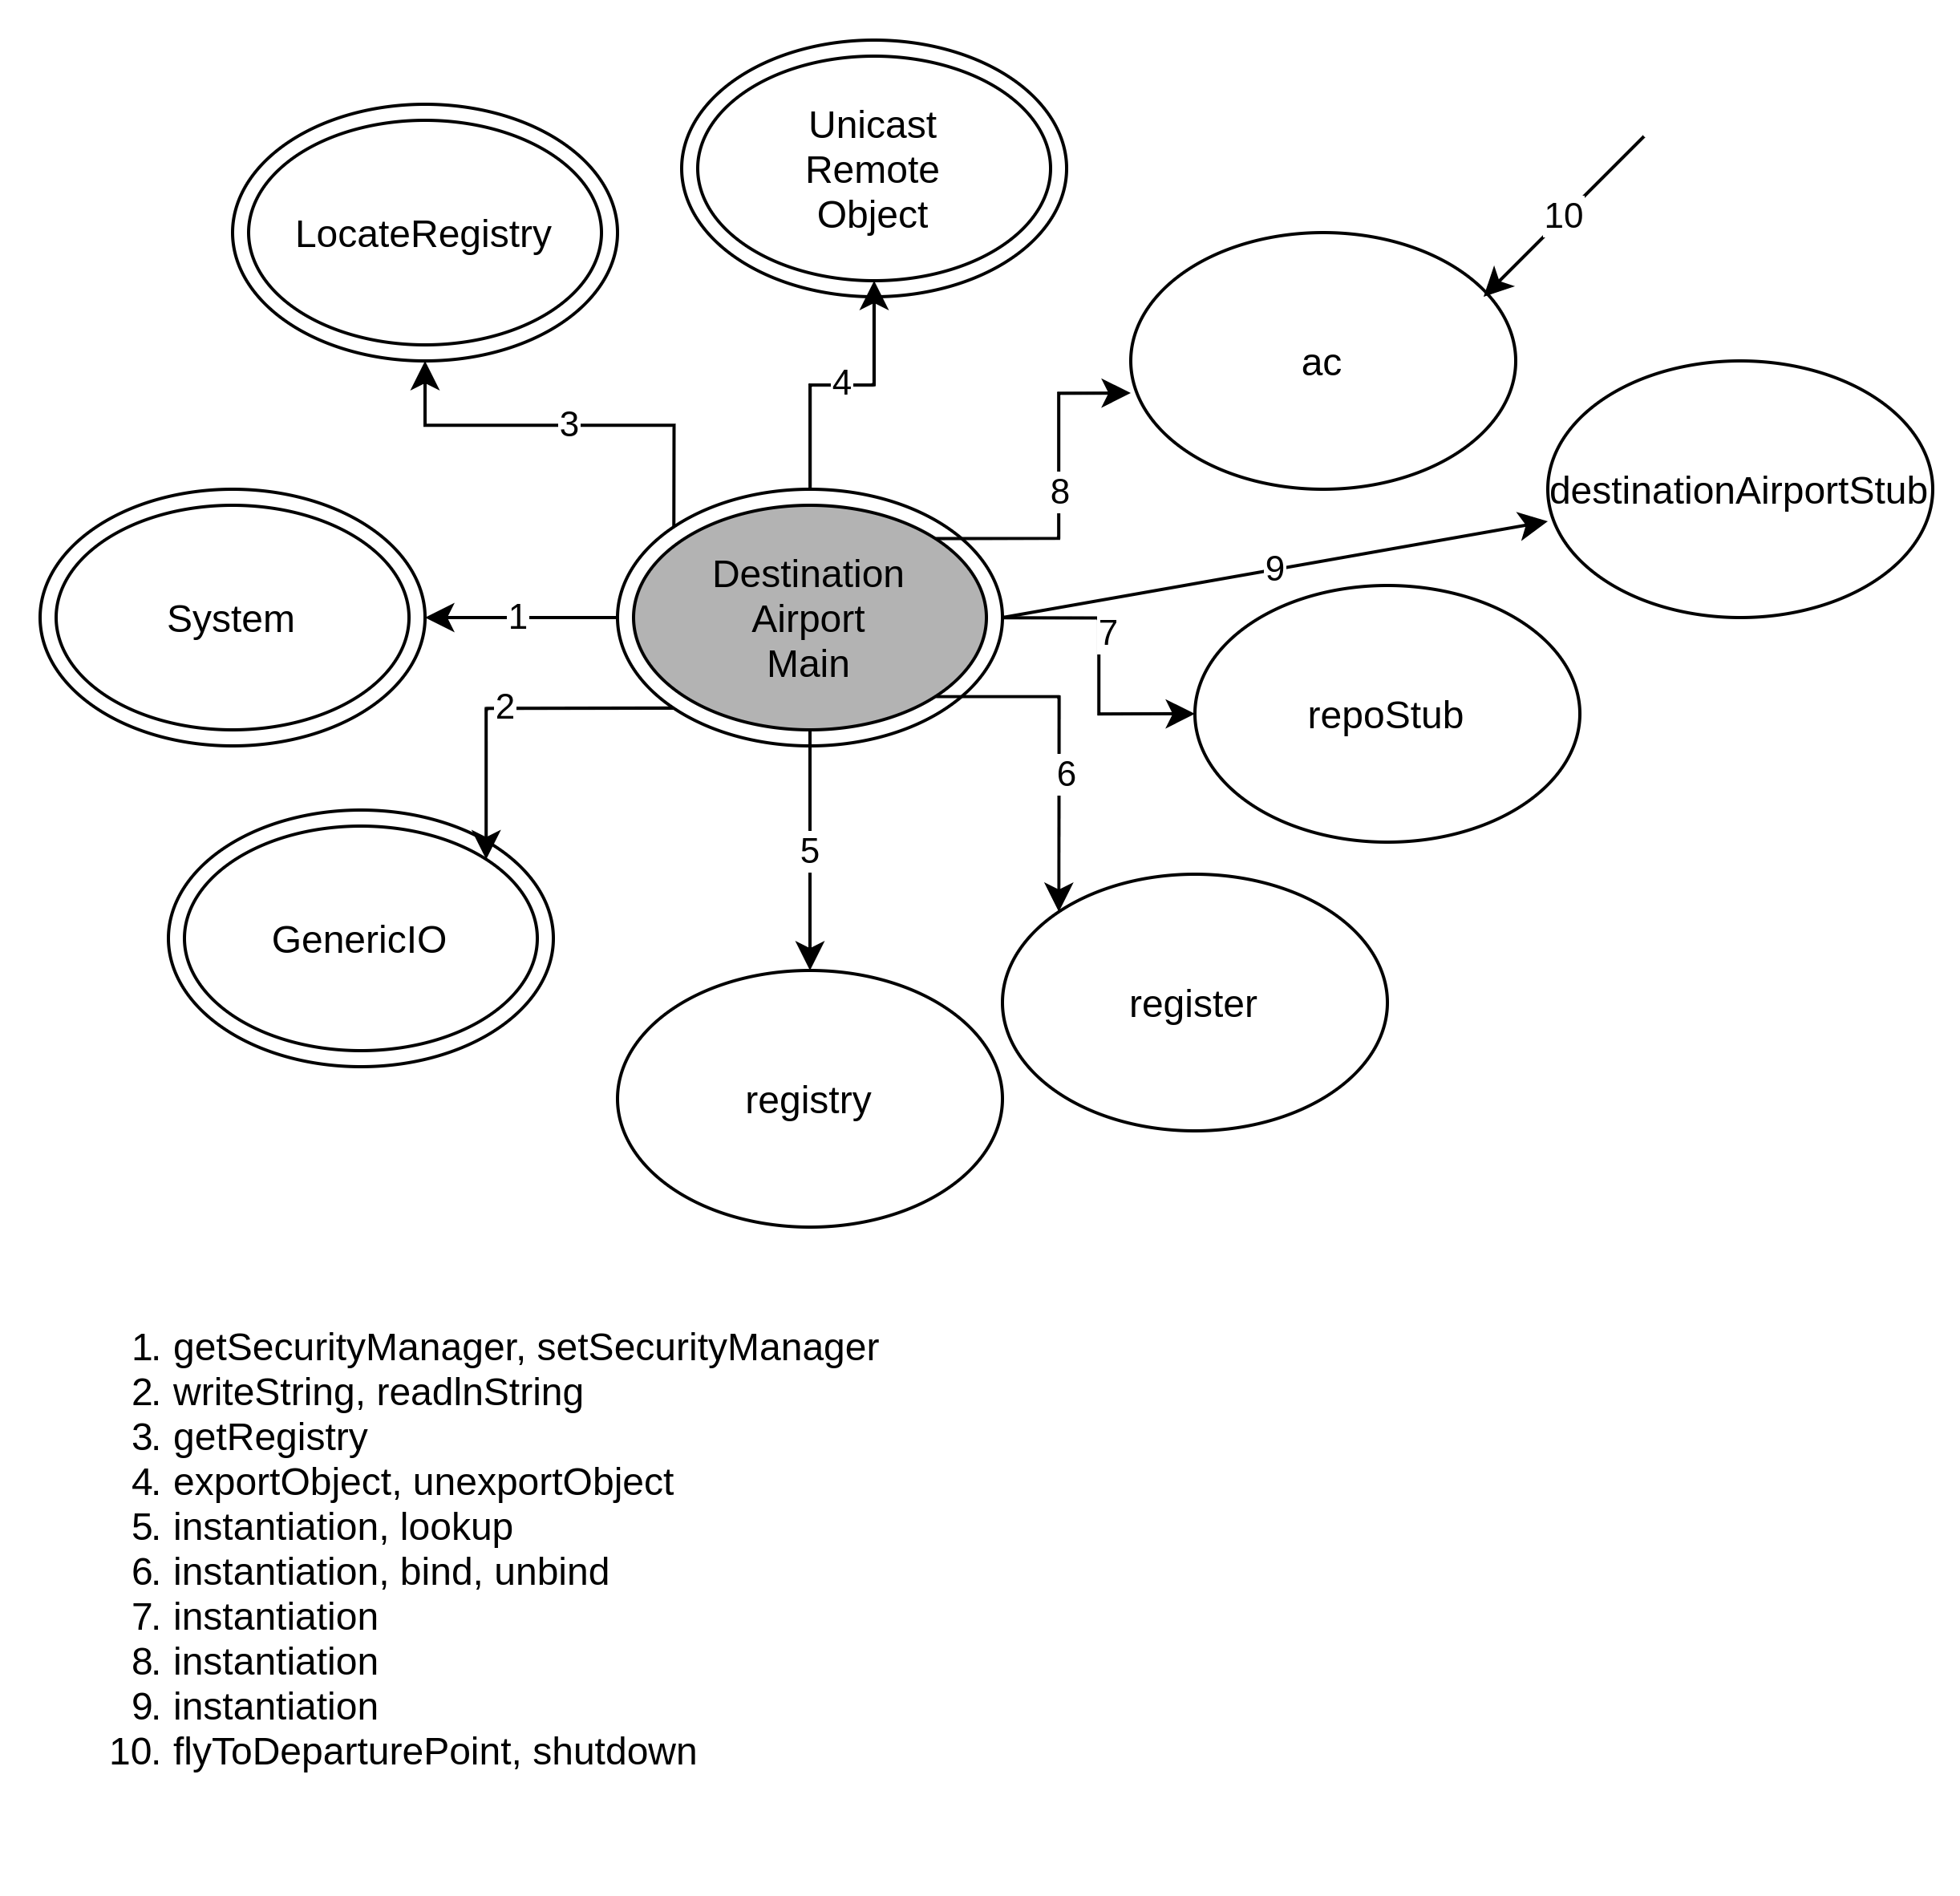 Unicast
Remote
Object
LocateRegistry
10
ac
3
4
8
destinationAirportStub
9
Destination
Airport
Main
System
1
7
2
repoStub
6
5
GenericIO
register
registry
1. getSecurityManager, setSecurityManager
2. writeString, readlnString
3. getRegistry
4. exportObject, unexportObject
5. instantiation, lookup
6. instantiation, bind, unbind
7. instantiation
8. instantiation
9. instantiation
10. flyToDeparturePoint, shutdown